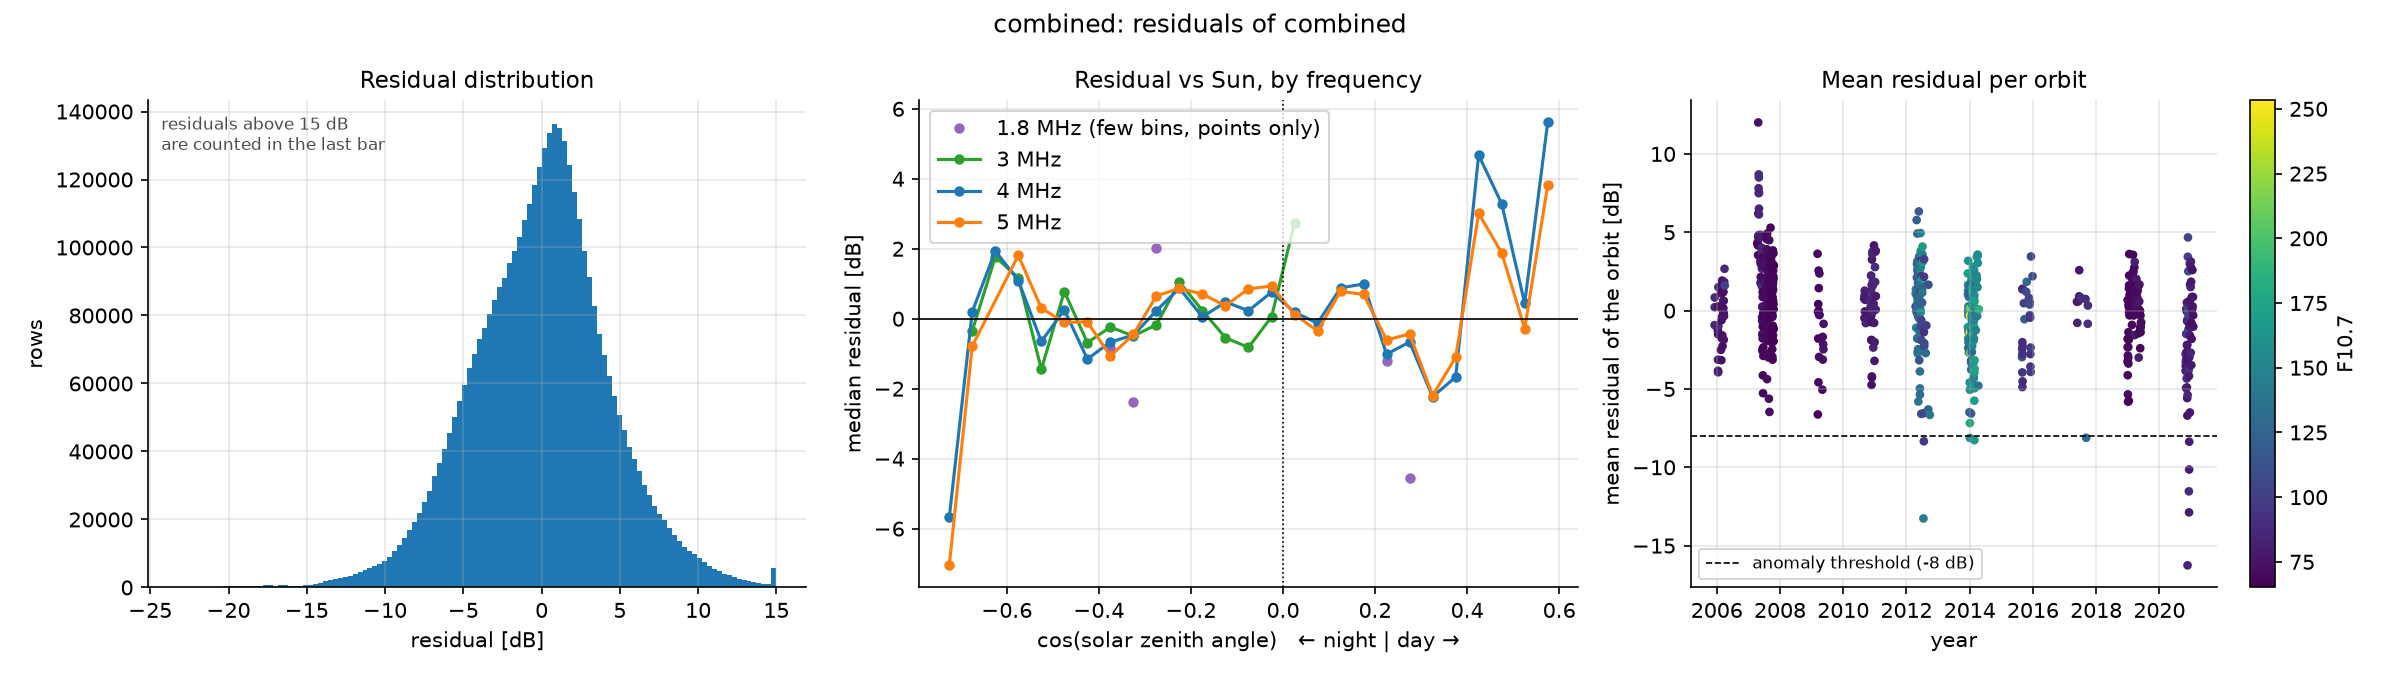 combined: residuals of combined
Residual distribution
residuals above 15 dB
are counted in the last bar
rows
140000
120000
100000
80000
60000
40000
20000
0
−25 −20 −15 −10 −5 0 5 10 15
residual [dB]
Residual vs Sun, by frequency
1.8 MHz (few bins, points only)
3 MHz
4 MHz
5 MHz
median residual [dB]
6
4
2
0
−2
−4
−6
−0.6 −0.4 −0.2 0.0 0.2 0.4 0.6
cos(solar zenith angle) ← night | day →
Mean residual per orbit
mean residual of the orbit [dB]
10
5
0
−5
−10
−15
anomaly threshold (-8 dB)
2006 2008 2010 2012 2014 2016 2018 2020
year
250
225
200
175
150
125
100
75
F10.7